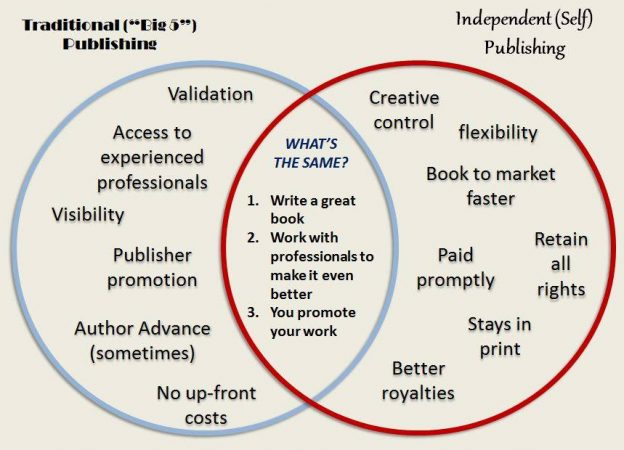 Traditional ("Big 5")
Publishing
Independent (Self)
Publishing
Validation
Access to
experienced
professionals
Visibility
Publisher
promotion
Author Advance
(sometimes)
No up-front
costs
WHAT'S
THE SAME?
1. Write a great
book
2. Work with
professionals to
make it even
better
3. You promote
your work
Creative
control
flexibility
Book to market
faster
Paid
promptly
Retain
all
rights
Stays in
print
Better
royalties